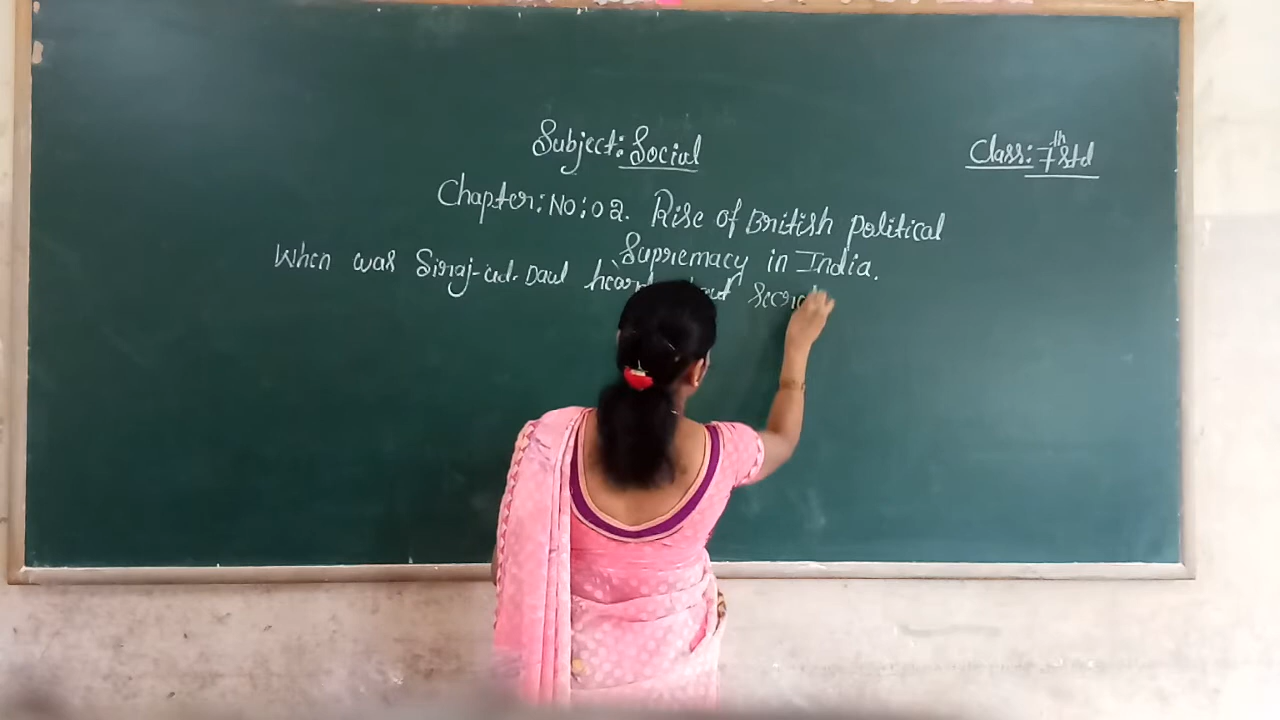 Subject: Social
Class: 7th Std
Chapter: No: 02. Rise of British political
Supremacy in India.
When was Siraj-ud-Daul